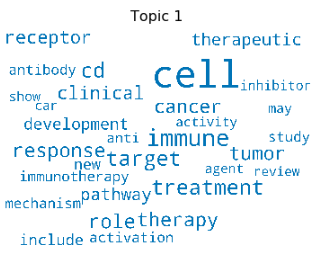 Topic 1
receptor therapeutic
antibody cd cell
show car clinical inhibitor
cancer may
development activity
anti immune study
response new target tumor
immunotherapy agent review
mechanism pathway treatment
role therapy
include activation